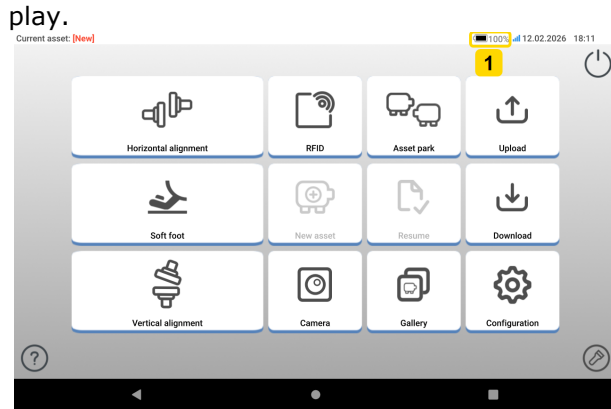 play.
Current asset: [New]
100% 12.02.2026 18:11
1
Horizontal alignment
RFID
Asset park
Upload
Soft foot
New asset
Resume
Download
Vertical alignment
Camera
Gallery
Configuration
?